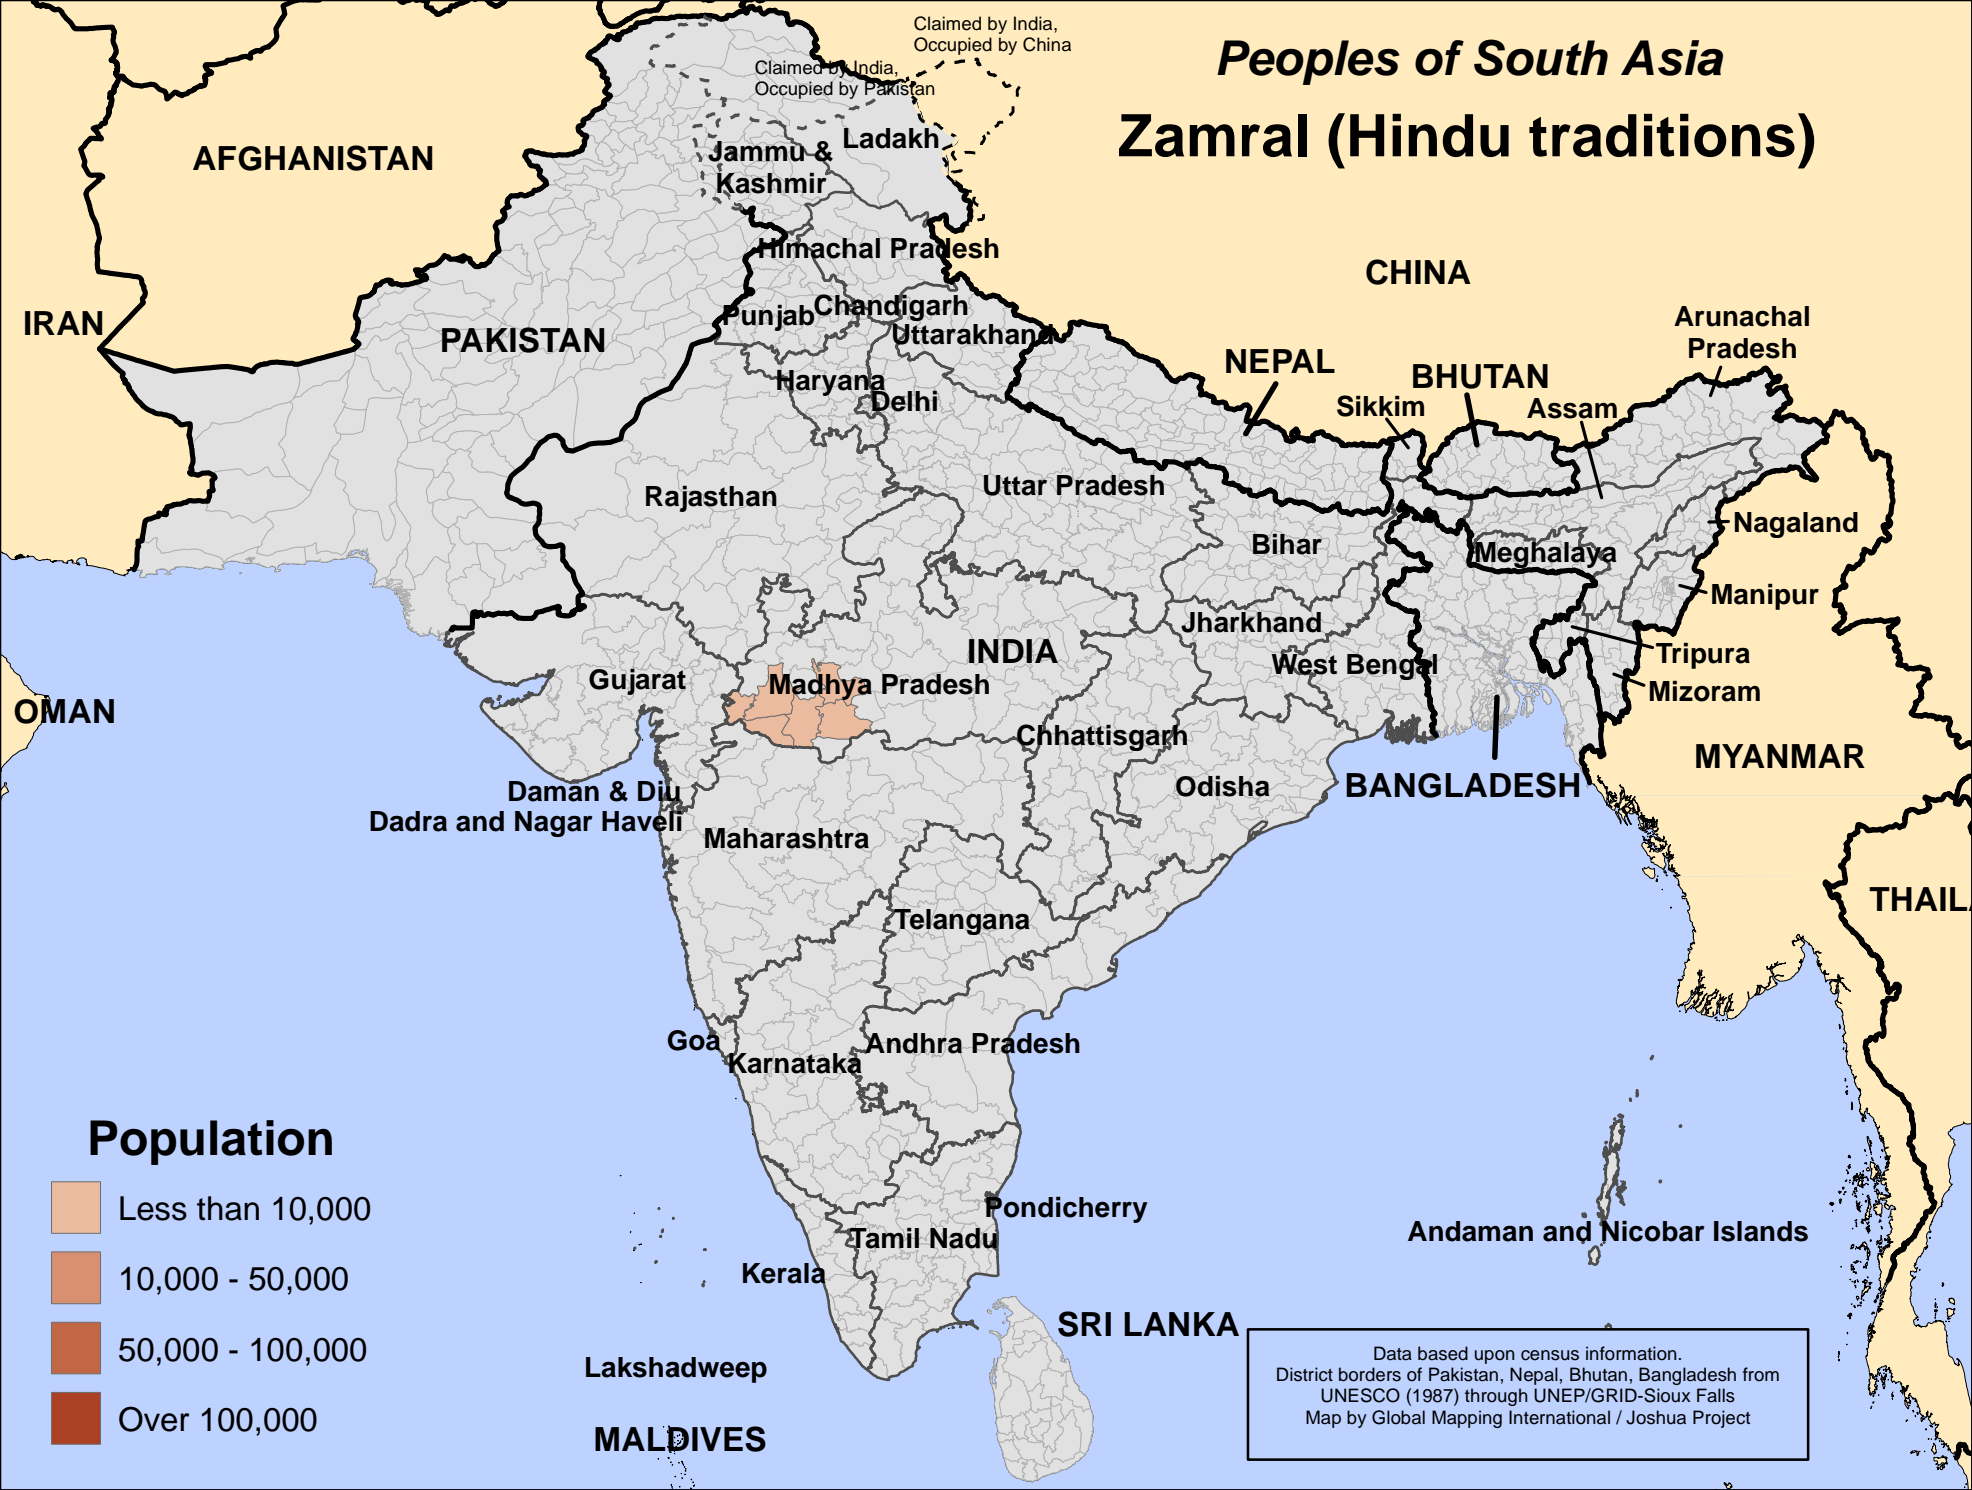 Claimed by India,
Occupied by China
Peoples of South Asia
Claimed by India,
Occupied by Pakistan
Zamral (Hindu traditions)
Ladakh
AFGHANISTAN
Jammu &
Kashmir
Himachal Pradesh
CHINA
Chandigarh
Punjab
IRAN
PAKISTAN
Uttarakhand
Arunachal
Pradesh
NEPAL
BHUTAN
Haryana
Delhi
Sikkim
Assam
Rajasthan
Uttar Pradesh
Nagaland
Bihar
Meghalaya
Manipur
Jharkhand
INDIA
Tripura
West Bengal
Gujarat
Madhya Pradesh
Mizoram
OMAN
Chhattisgarh
MYANMAR
Odisha
BANGLADESH
Daman & Diu
Dadra and Nagar Haveli
Maharashtra
THAIL
Telangana
Goa
Andhra Pradesh
Karnataka
Population
Less than 10,000
10,000 - 50,000
50,000 - 100,000
Over 100,000
Pondicherry
Tamil Nadu
Andaman and Nicobar Islands
Kerala
SRI LANKA
Lakshadweep
MALDIVES
Data based upon census information.
District borders of Pakistan, Nepal, Bhutan, Bangladesh from
UNESCO (1987) through UNEP/GRID-Sioux Falls
Map by Global Mapping International / Joshua Project